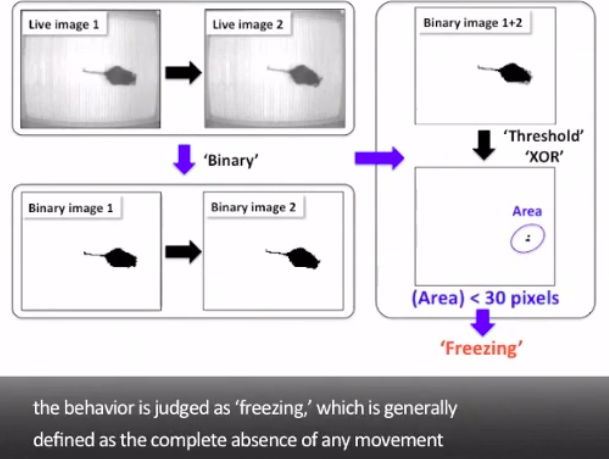 Live image 1
Live image 2
Binary image 1+2
'Threshold'
'XOR'
'Binary'
Binary image 1
Binary image 2
Area
(Area) < 30 pixels
'Freezing'
the behavior is judged as 'freezing,' which is generally
defined as the complete absence of any movement